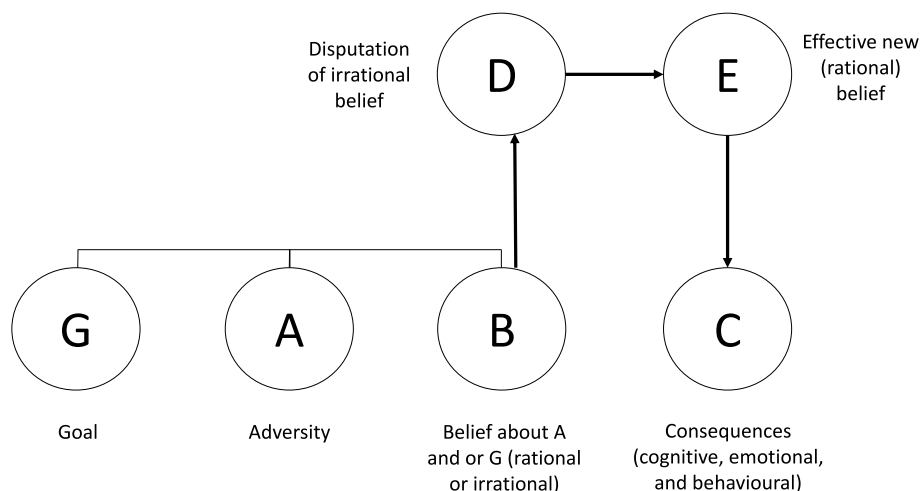 Disputation
of irrational
belief
D
E
Effective new
(rational)
belief
G
A
B
C
Goal
Adversity
Belief about A
and or G (rational
or irrational)
Consequences
(cognitive, emotional,
and behavioural)